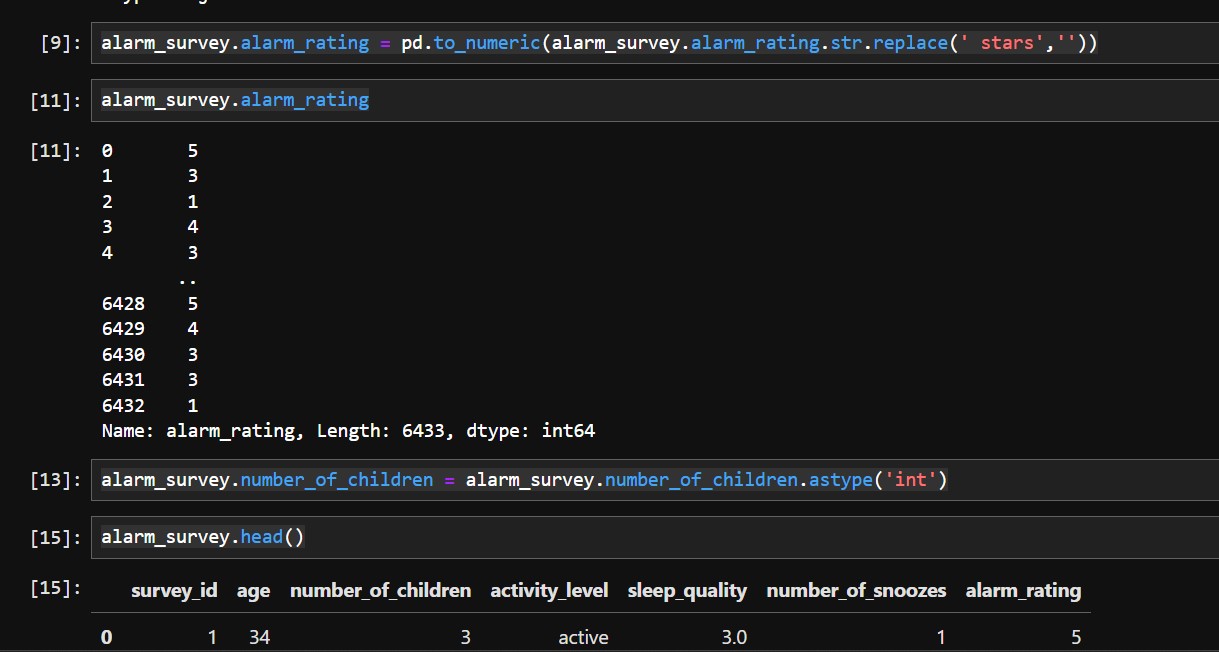 [9]: alarm_survey.alarm_rating = pd.to_numeric(alarm_survey.alarm_rating.str.replace(' stars',''))
[11]: alarm_survey.alarm_rating
[11]: 0 5
1 3
2 1
3 4
4 3
..
6428 5
6429 4
6430 3
6431 3
6432 1
Name: alarm_rating, Length: 6433, dtype: int64
[13]: alarm_survey.number_of_children = alarm_survey.number_of_children.astype('int')
[15]: alarm_survey.head()
[15]: survey_id age number_of_children activity_level sleep_quality number_of_snoozes alarm_rating
0 1 34 3 active 3.0 1 5